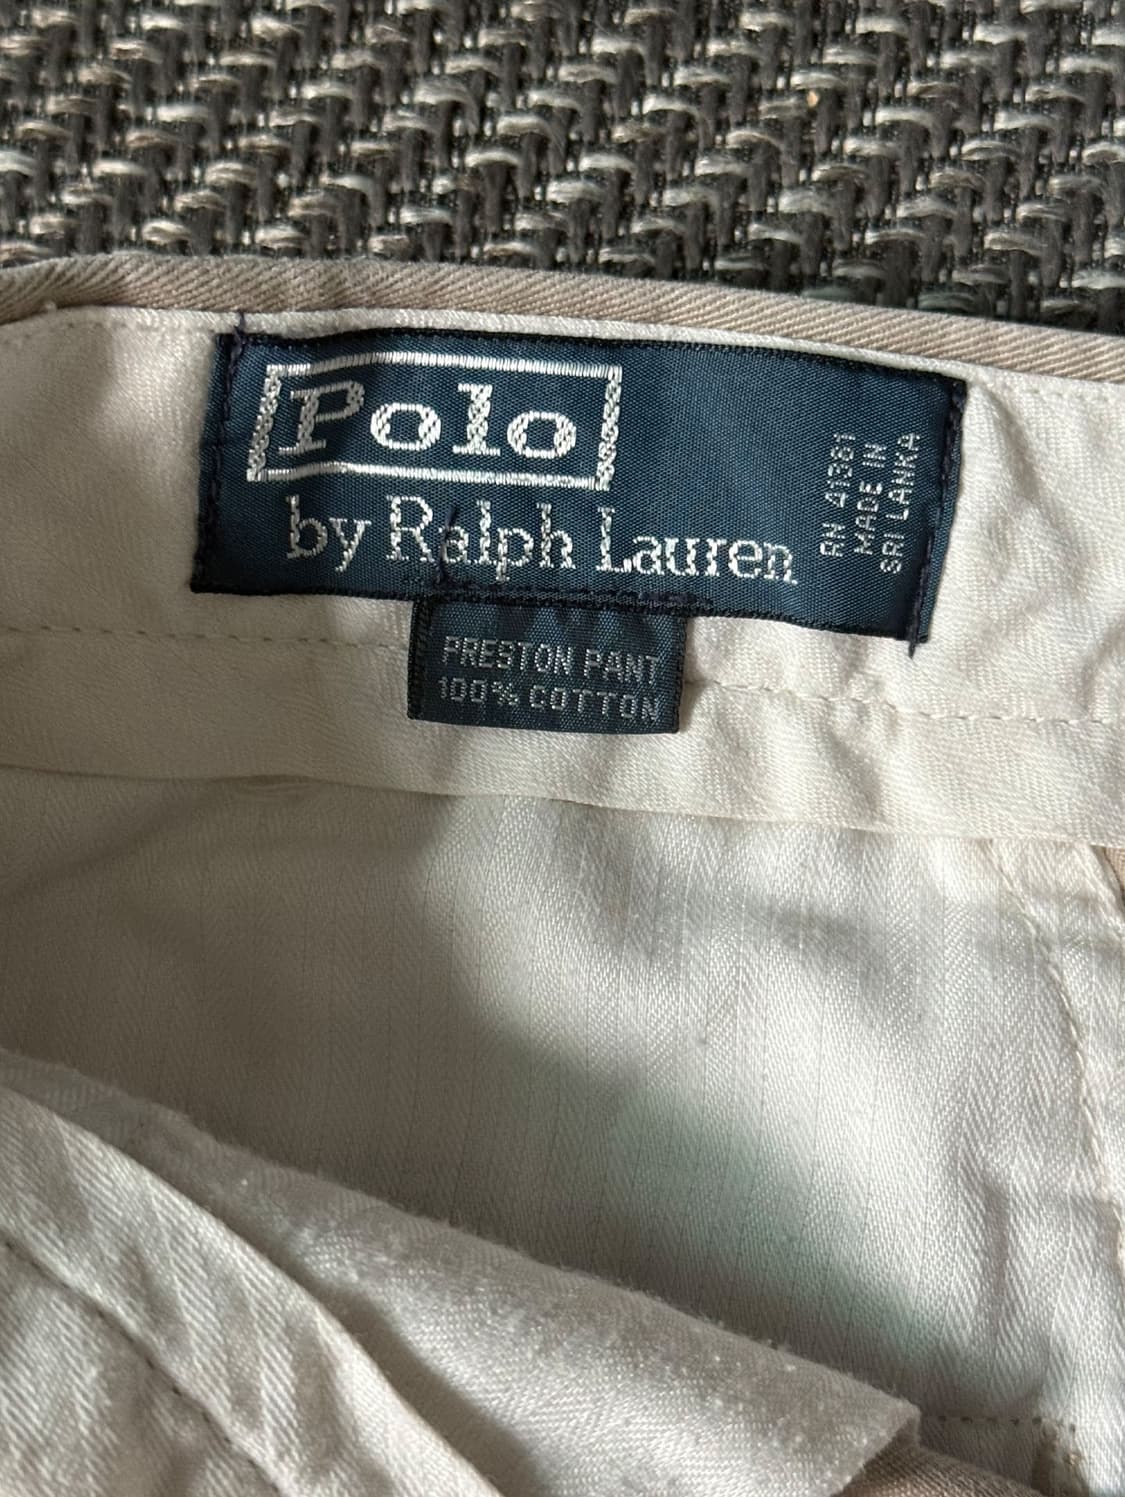 Polo
by Ralph Lauren
RN 41381
MADE IN
SRI LANKA
PRESTON PANT
100% COTTON